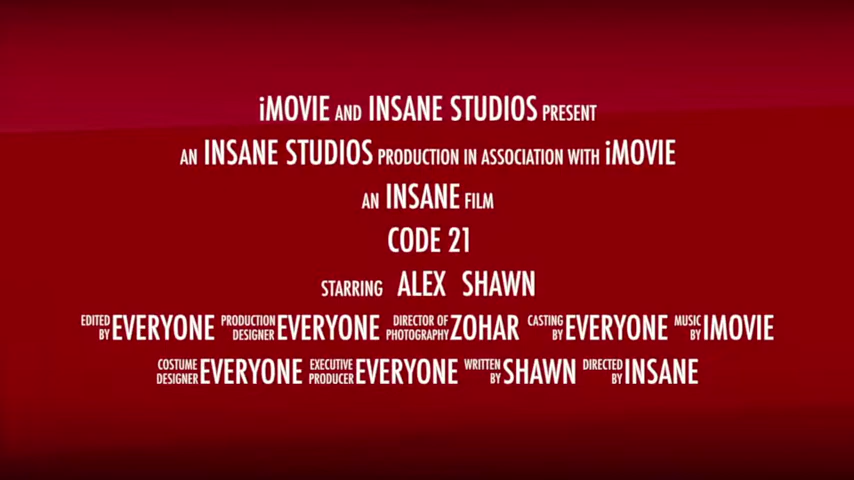 iMOVIE AND INSANE STUDIOS PRESENT
AN INSANE STUDIOS PRODUCTION IN ASSOCIATION WITH iMOVIE
AN INSANE FILM
CODE 21
STARRING ALEX SHAWN
EDITED BY EVERYONE PRODUCTION DESIGNER EVERYONE DIRECTOR OF PHOTOGRAPHY ZOHAR CASTING BY EVERYONE MUSIC BY IMOVIE
COSTUME DESIGNER EVERYONE EXECUTIVE PRODUCER EVERYONE WRITTEN BY SHAWN DIRECTED BY INSANE